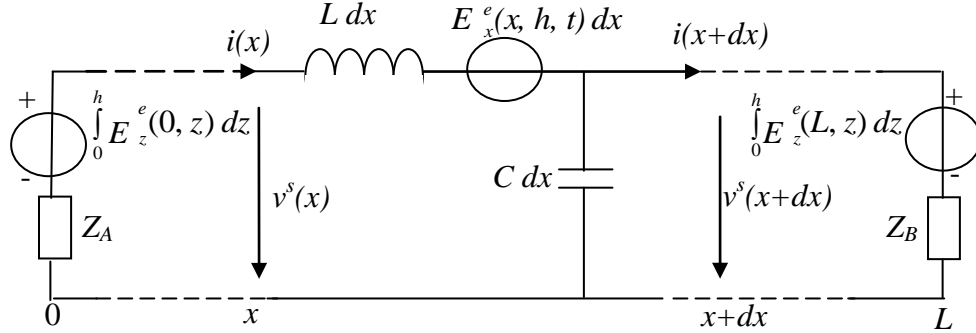 L dx
E_x^e(x, h, t) dx
i(x)
i(x+dx)
+
∫_0^h E_z^e(0, z) dz
-
Z_A
v^s(x)
C dx
∫_0^h E_z^e(L, z) dz
v^s(x+dx)
+
-
Z_B
0
x
x+dx
L